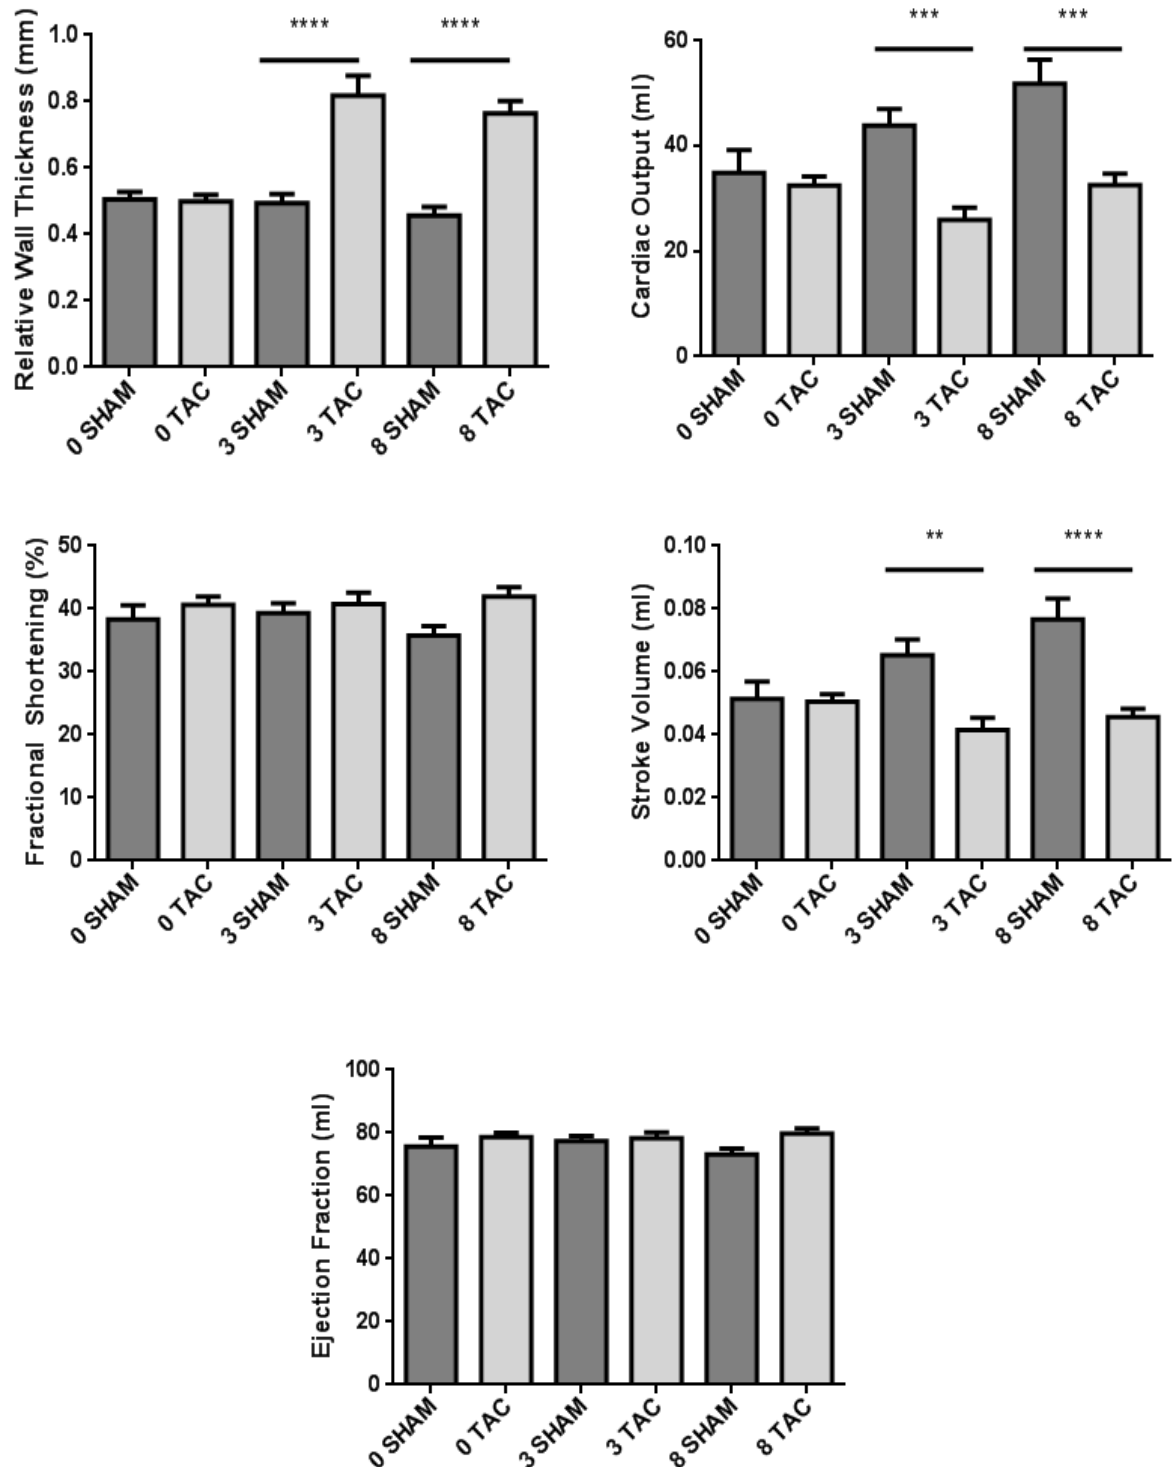 Relative Wall Thickness (mm)
1.0
0.8
0.6
0.4
0.2
0.0
****
****
0 SHAM
0 TAC
3 SHAM
3 TAC
8 SHAM
8 TAC
Cardiac Output (ml)
60
40
20
0
***
***
0 SHAM
0 TAC
3 SHAM
3 TAC
8 SHAM
8 TAC
Fractional Shortening (%)
50
40
30
20
10
0
0 SHAM
0 TAC
3 SHAM
3 TAC
8 SHAM
8 TAC
Stroke Volume (ml)
0.10
0.08
0.06
0.04
0.02
0.00
**
****
0 SHAM
0 TAC
3 SHAM
3 TAC
8 SHAM
8 TAC
Ejection Fraction (ml)
100
80
60
40
20
0
0 SHAM
0 TAC
3 SHAM
3 TAC
8 SHAM
8 TAC